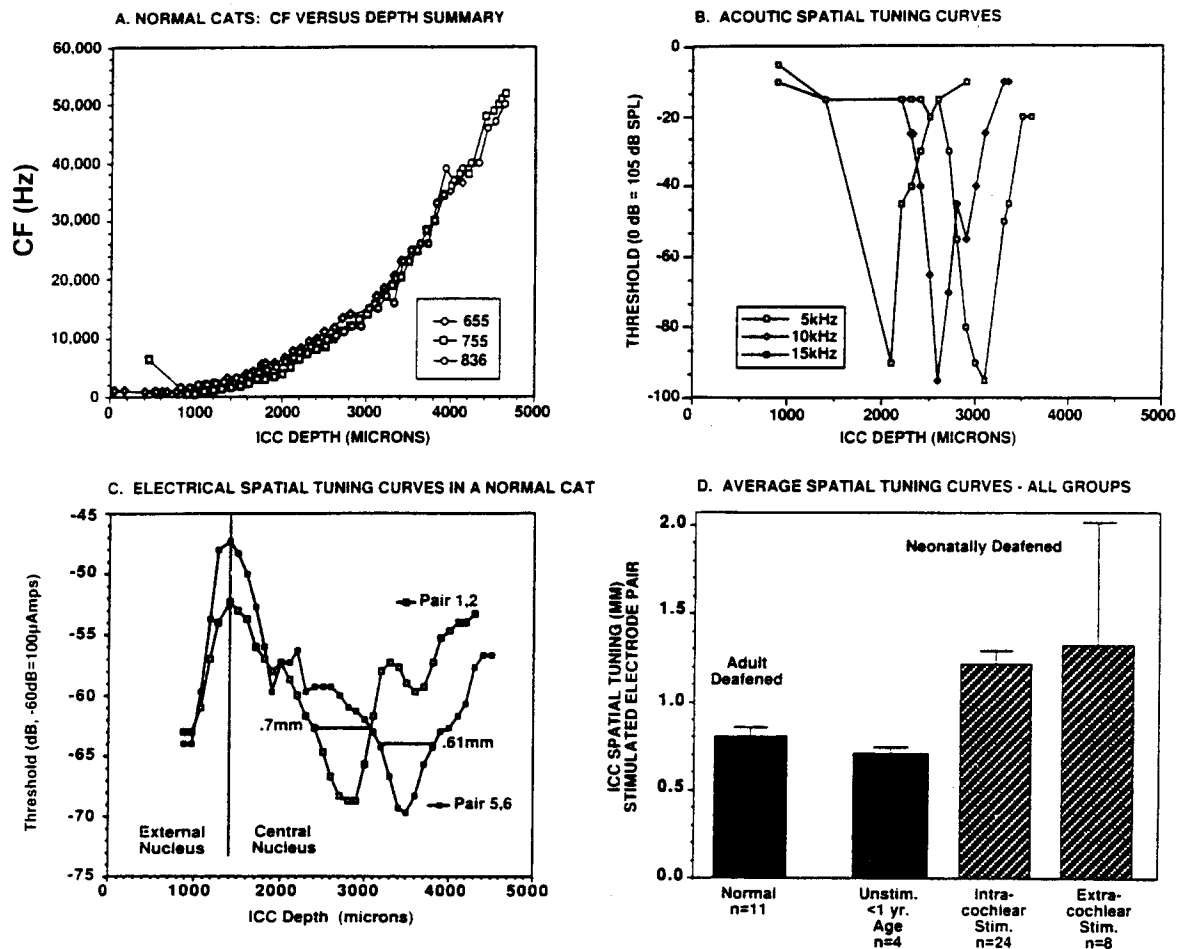 A. NORMAL CATS: CF VERSUS DEPTH SUMMARY
60,000
50,000
40,000
30,000
20,000
10,000
0
CF (Hz)
655
755
836
0 1000 2000 3000 4000 5000
ICC DEPTH (MICRONS)
B. ACOUTIC SPATIAL TUNING CURVES
0
-20
-40
-60
-80
-100
THRESHOLD (0 dB = 105 dB SPL)
5kHz
10kHz
15kHz
0 1000 2000 3000 4000 5000
ICC DEPTH (MICRONS)
C. ELECTRICAL SPATIAL TUNING CURVES IN A NORMAL CAT
-45
-50
-55
-60
-65
-70
-75
Threshold (dB, -60dB=100µAmps)
Pair 1,2
.7mm
.61mm
Pair 5,6
External
Nucleus
Central
Nucleus
0 1000 2000 3000 4000 5000
ICC Depth (microns)
D. AVERAGE SPATIAL TUNING CURVES - ALL GROUPS
2.0
1.5
1.0
0.5
0.0
ICC SPATIAL TUNING (MM)
STIMULATED ELECTRODE PAIR
Neonatally Deafened
Adult
Deafened
Normal
n=11
Unstim.
<1 yr.
Age
n=4
Intra-
cochlear
Stim.
n=24
Extra-
cochlear
Stim.
n=8